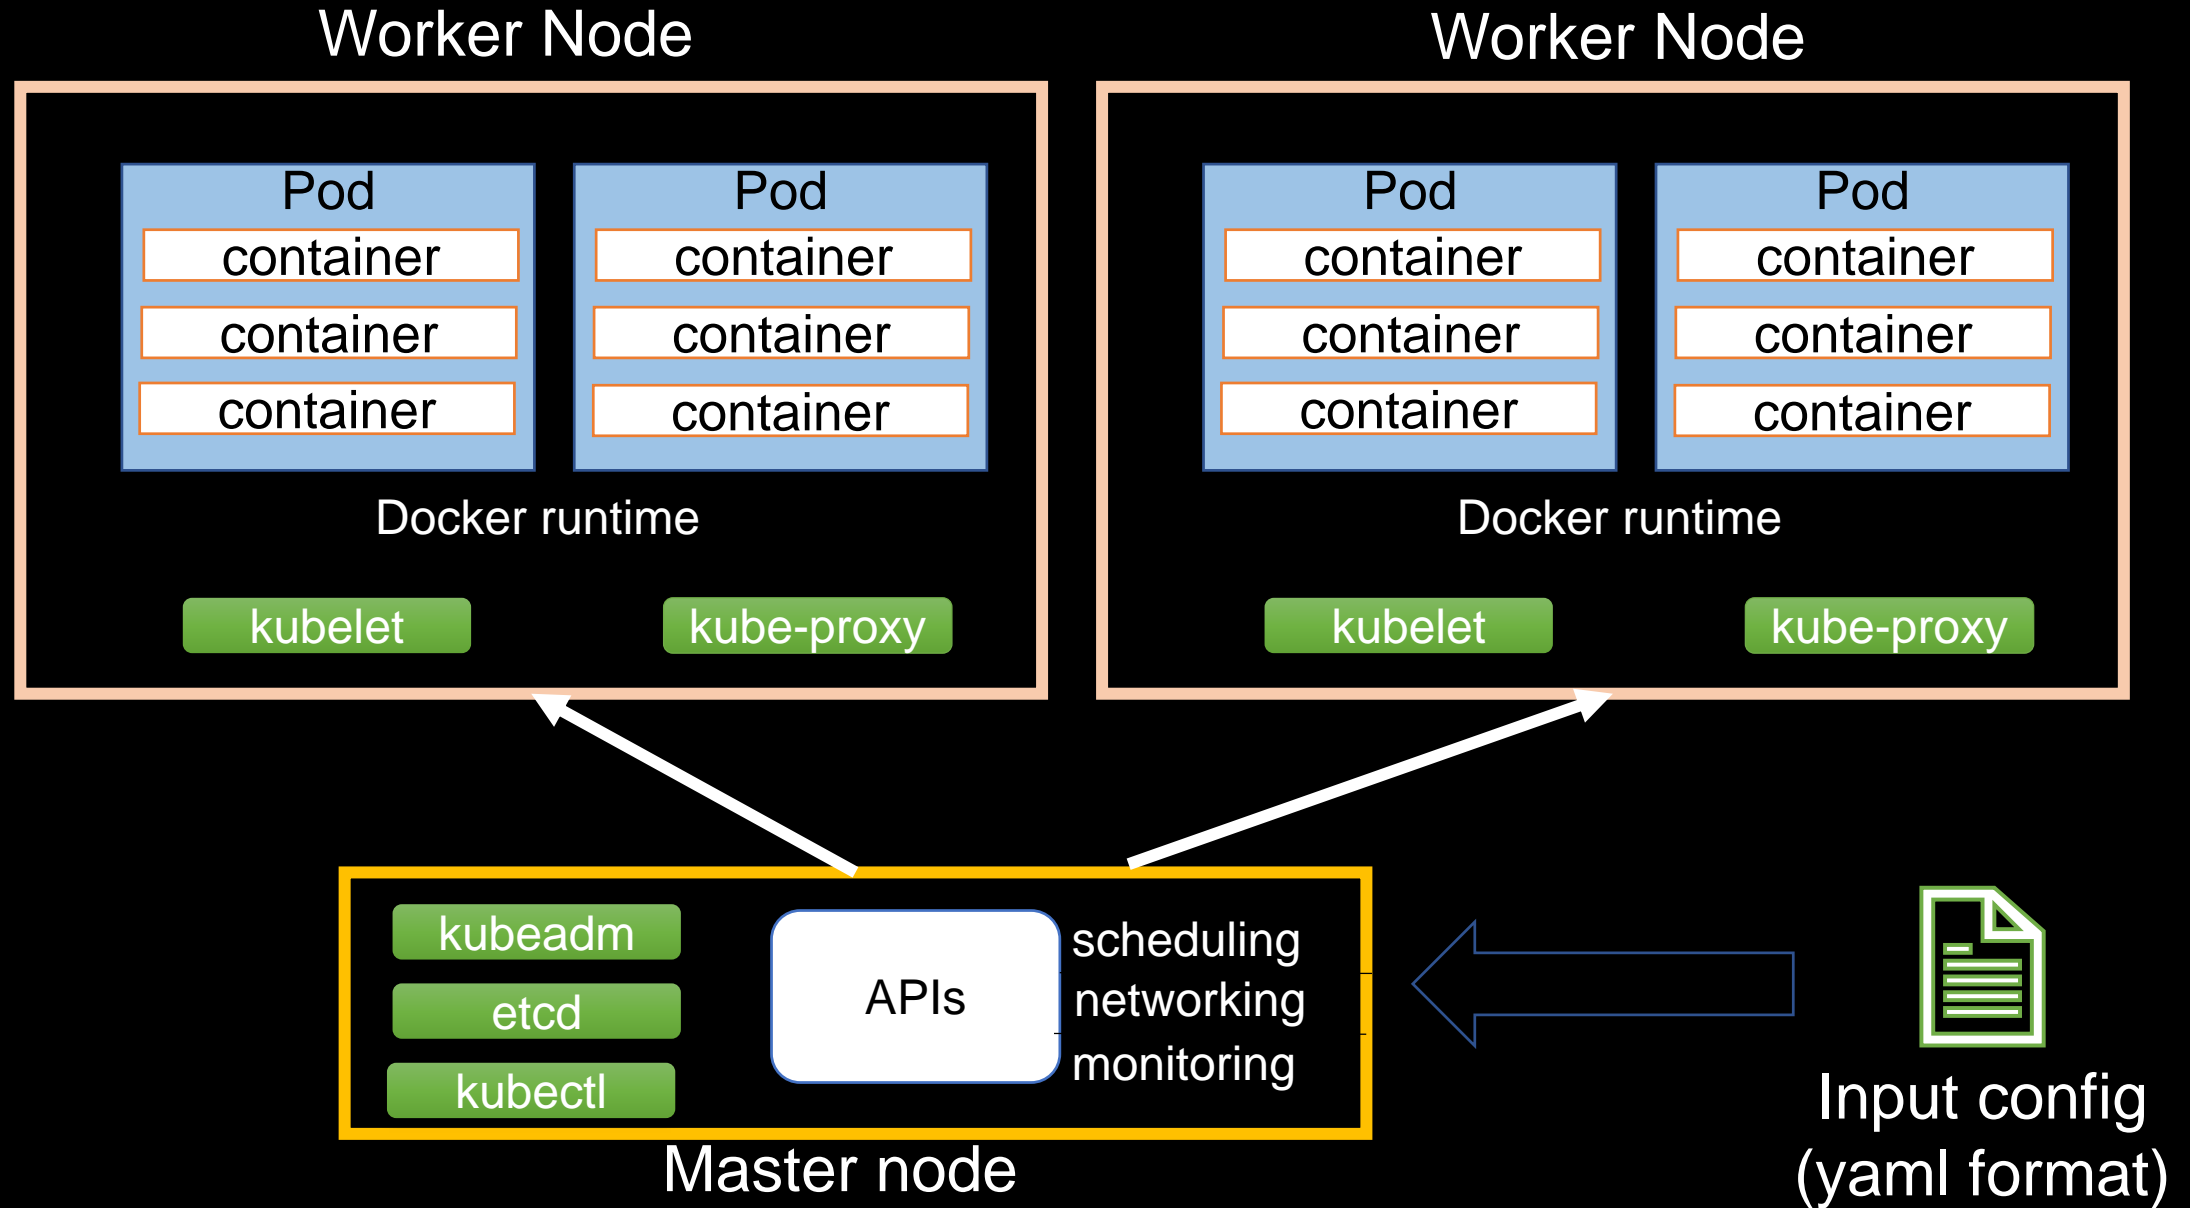 Worker Node
Pod
container
container
container
Pod
container
container
container
Docker runtime
kubelet
kube-proxy
Worker Node
Pod
container
container
container
Pod
container
container
container
Docker runtime
kubelet
kube-proxy
kubeadm
etcd
kubectl
APIs
scheduling
networking
monitoring
Master node
Input config
(yaml format)